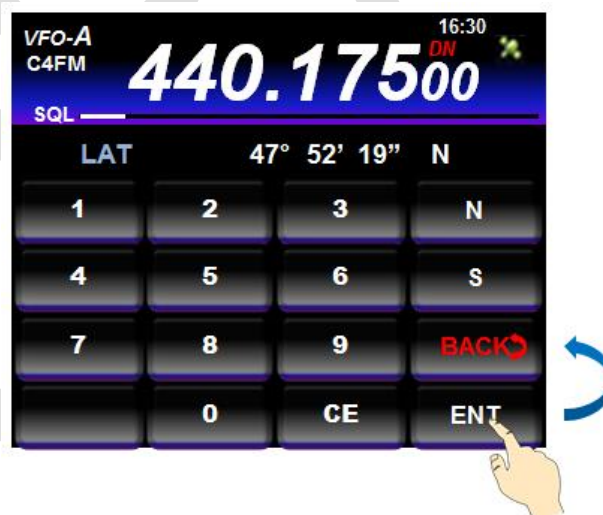 16:30
VFO-A
DN
C4FM
440.17500
SQL
LAT 47° 52’ 19” N
1 2 3 N
4 5 6 S
7 8 9 BACK
0 CE ENT